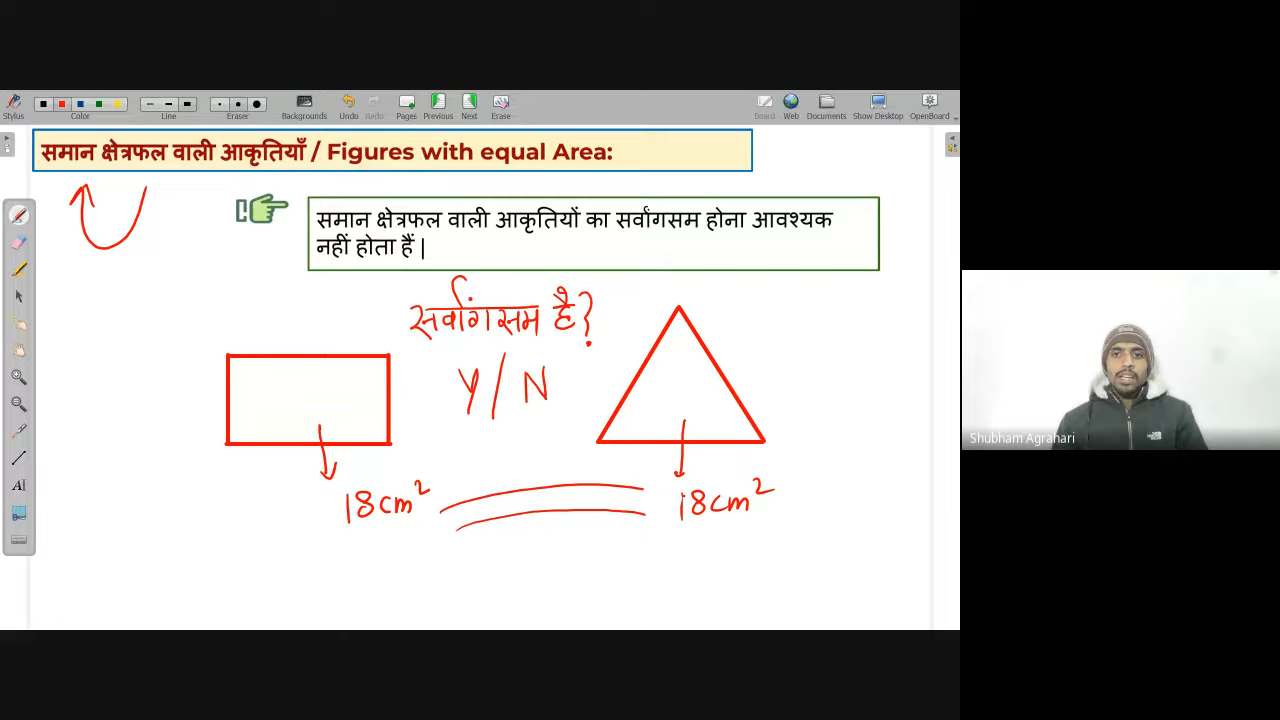 Stylus
Color
Line
Eraser
Backgrounds
Undo
Redo
Pages
Previous
Next
Erase
Board
Web
Documents
Show Desktop
OpenBoard
समान क्षेत्रफल वाली आकृतियाँ / Figures with equal Area:
समान क्षेत्रफल वाली आकृतियों का सर्वांगसम होना आवश्यक
नहीं होता हैं |
सर्वांगसम है?
Y / N
18cm²
18cm²
AI
Shubham Agrahari